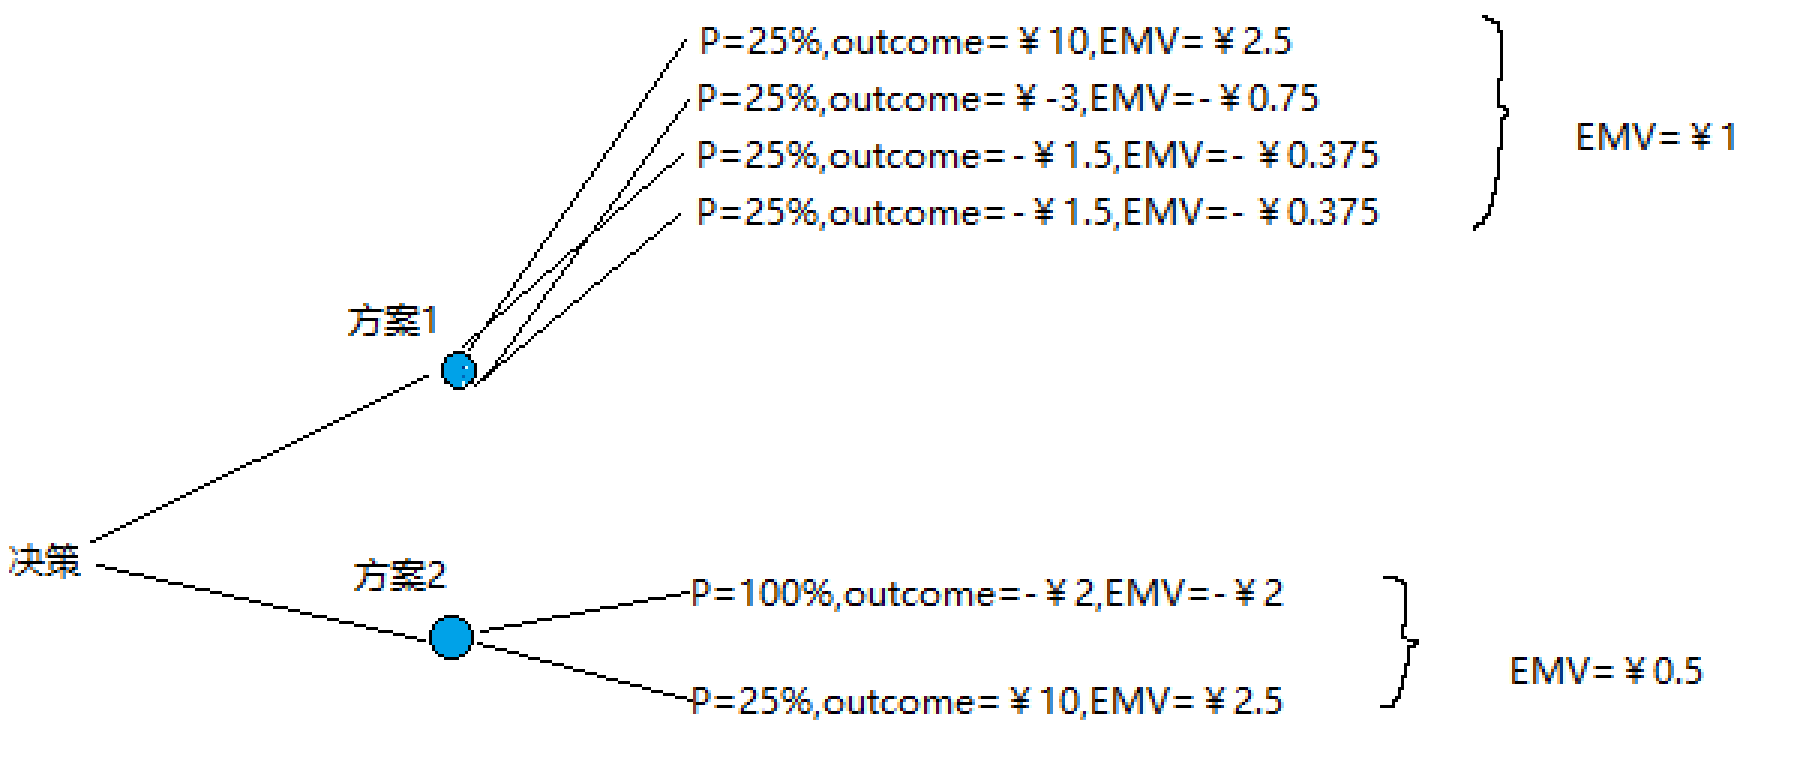 P=25%,outcome=￥10,EMV=￥2.5
P=25%,outcome=￥-3,EMV=-￥0.75
P=25%,outcome=-￥1.5,EMV=- ￥0.375
P=25%,outcome=-￥1.5,EMV=- ￥0.375
EMV=￥1
方案1
决策
方案2
P=100%,outcome=-￥2,EMV=-￥2
P=25%,outcome=￥10,EMV=￥2.5
EMV=￥0.5